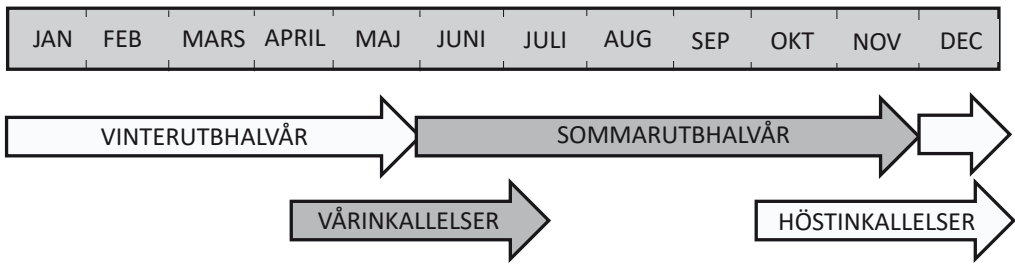 JAN FEB MARS APRIL MAJ JUNI JULI AUG SEP OKT NOV DEC
VINTERUTBHALVÅR SOMMARUTBHALVÅR
VÅRINKALLELSER HÖSTINKALLELSER